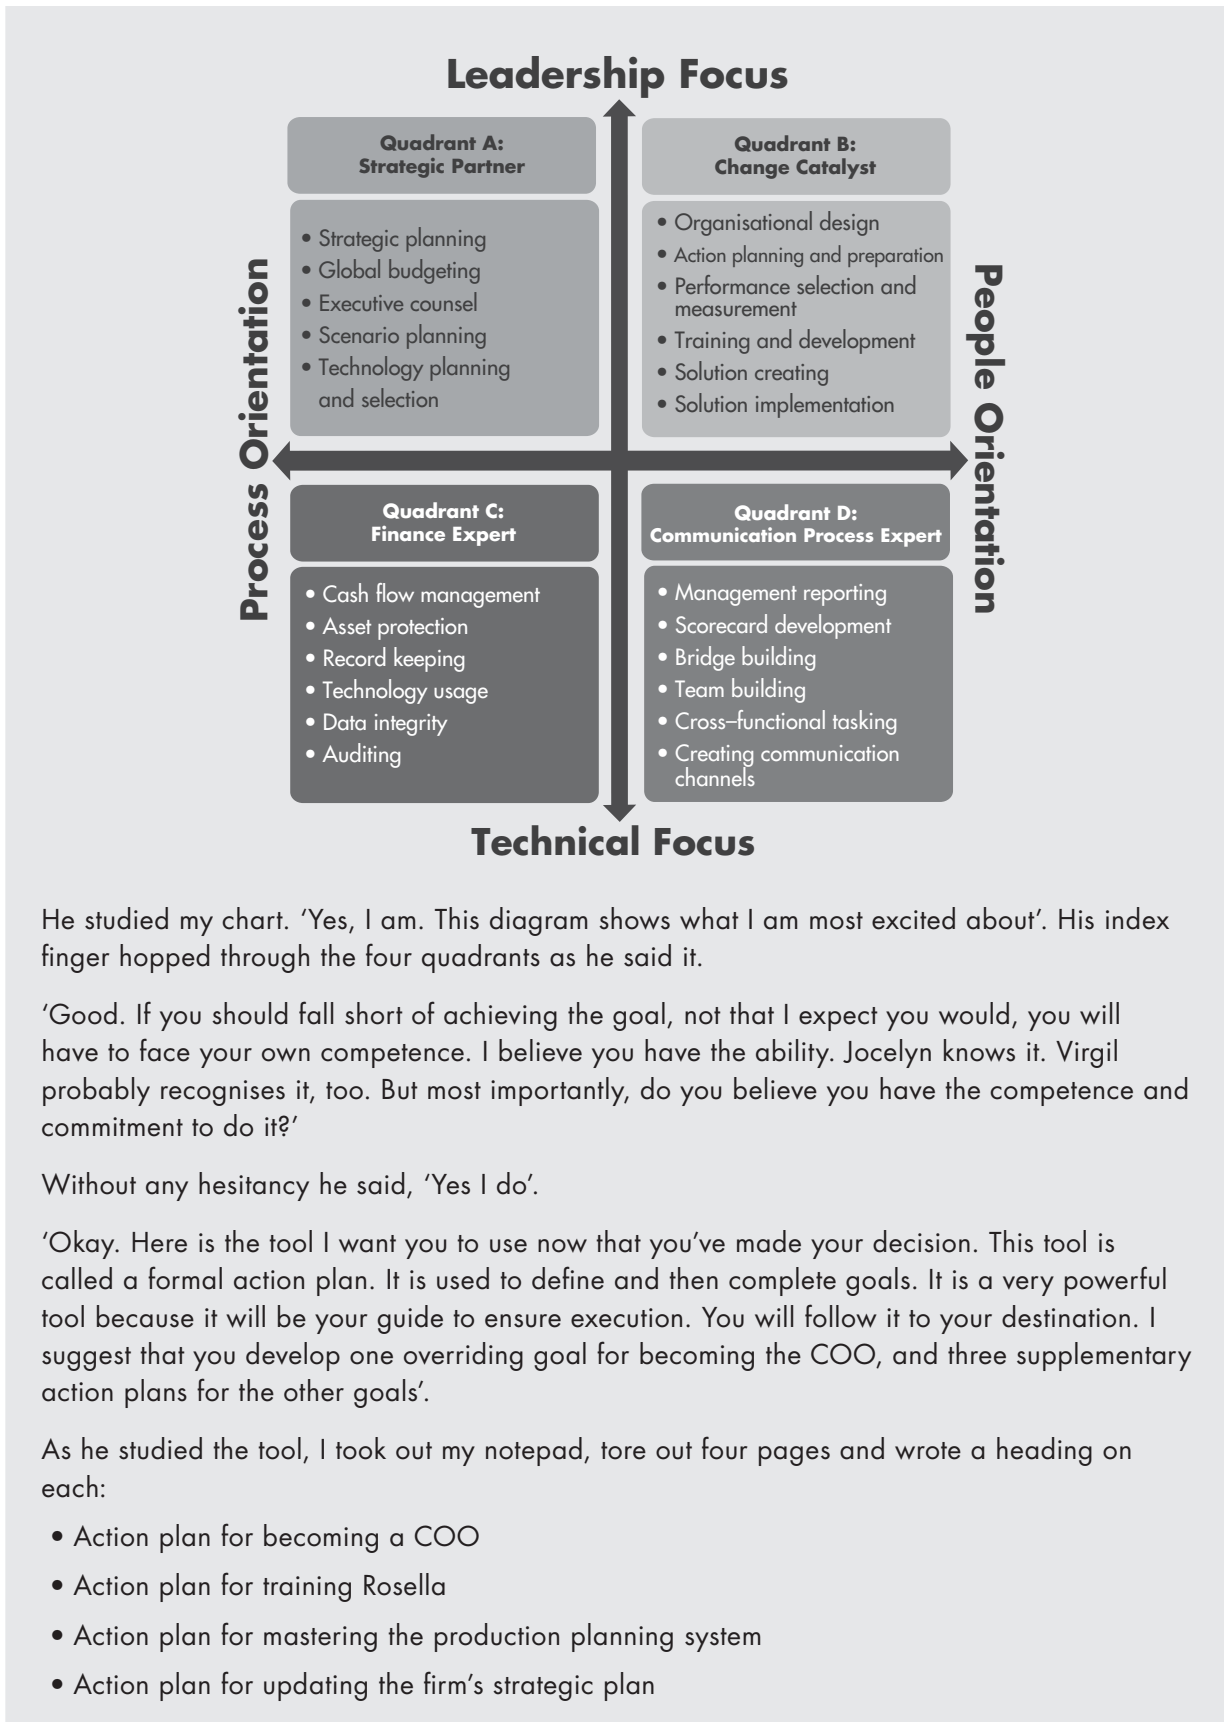 Leadership Focus
Quadrant A:
Strategic Partner
• Strategic planning
• Global budgeting
• Executive counsel
• Scenario planning
• Technology planning
and selection
Quadrant B:
Change Catalyst
• Organisational design
• Action planning and preparation
• Performance selection and
measurement
• Training and development
• Solution creating
• Solution implementation
Process Orientation
People Orientation
Quadrant C:
Finance Expert
• Cash flow management
• Asset protection
• Record keeping
• Technology usage
• Data integrity
• Auditing
Quadrant D:
Communication Process Expert
• Management reporting
• Scorecard development
• Bridge building
• Team building
• Cross–functional tasking
• Creating communication
channels
Technical Focus
He studied my chart. ‘Yes, I am. This diagram shows what I am most excited about’. His index
finger hopped through the four quadrants as he said it.
‘Good. If you should fall short of achieving the goal, not that I expect you would, you will
have to face your own competence. I believe you have the ability. Jocelyn knows it. Virgil
probably recognises it, too. But most importantly, do you believe you have the competence and
commitment to do it?’
Without any hesitancy he said, ‘Yes I do’.
‘Okay. Here is the tool I want you to use now that you’ve made your decision. This tool is
called a formal action plan. It is used to define and then complete goals. It is a very powerful
tool because it will be your guide to ensure execution. You will follow it to your destination. I
suggest that you develop one overriding goal for becoming the COO, and three supplementary
action plans for the other goals’.
As he studied the tool, I took out my notepad, tore out four pages and wrote a heading on
each:
• Action plan for becoming a COO
• Action plan for training Rosella
• Action plan for mastering the production planning system
• Action plan for updating the firm’s strategic plan